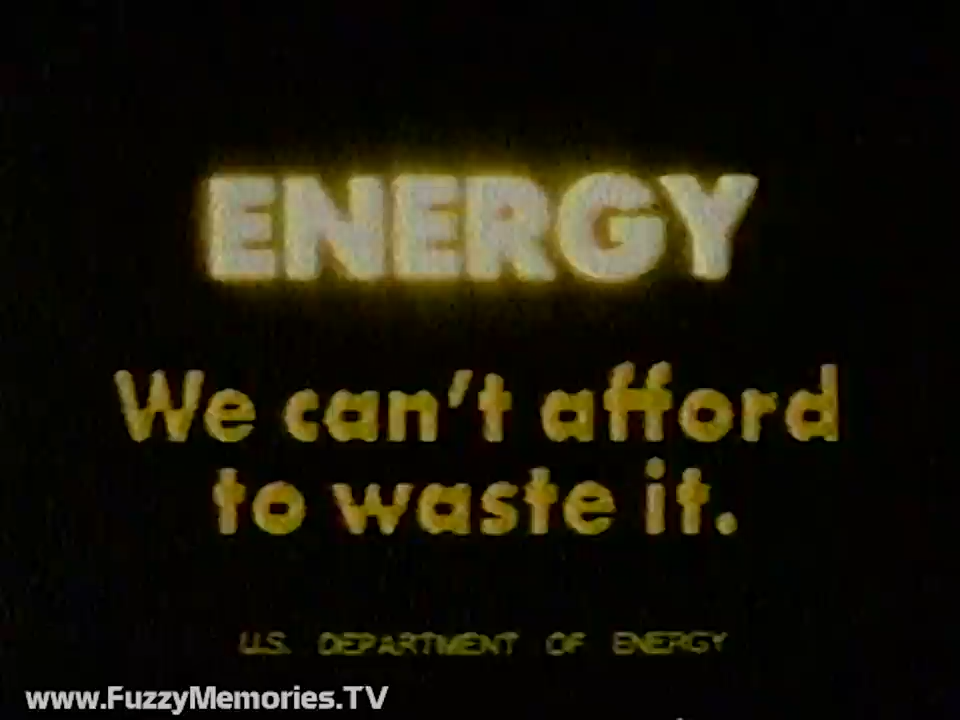 ENERGY
We can't afford
to waste it.
U.S. DEPARTMENT OF ENERGY
www.FuzzyMemories.TV